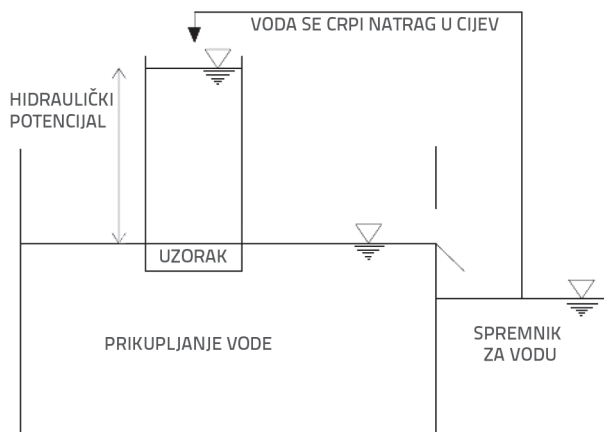 VODA SE CRPI NATRAG U CIJEV
HIDRAULIČKI
POTENCIJAL
UZORAK
PRIKUPLJANJE VODE
SPREMNIK
ZA VODU